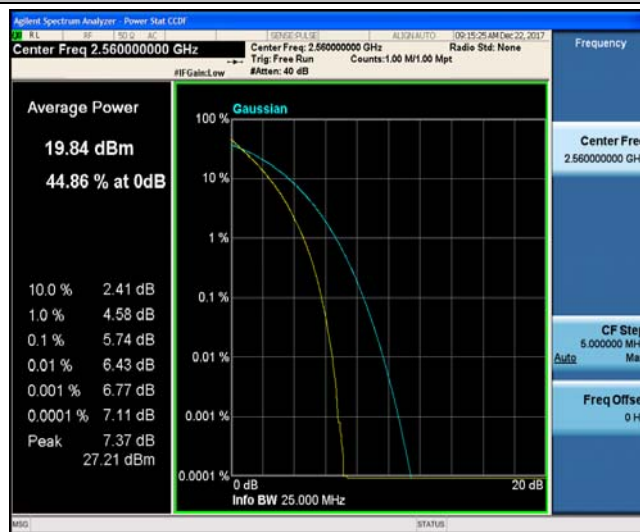 Agilent Spectrum Analyzer - Power Stat CCDF
RL RF 50 Ω AC SENSE:PULSE ALIGNAUTO 09:15:25 AM Dec 22, 2017
Center Freq 2.560000000 GHz
Center Freq: 2.560000000 GHz Radio Std: None
Trig: Free Run Counts:1.00 M/1.00 Mpt
#IFGain:Low #Atten: 40 dB
Frequency
Average Power
19.84 dBm
44.86 % at 0dB
10.0 % 2.41 dB
1.0 % 4.58 dB
0.1 % 5.74 dB
0.01 % 6.43 dB
0.001 % 6.77 dB
0.0001 % 7.11 dB
Peak 7.37 dB
27.21 dBm
Gaussian
100 %
10 %
1 %
0.1 %
0.01 %
0.001 %
0.0001 %
0 dB 20 dB
Info BW 25.000 MHz
Center Fre
2.560000000 GH
CF Ste
5.000000 MH
Auto Ma
Freq Offse
0 H
MSG STATUS